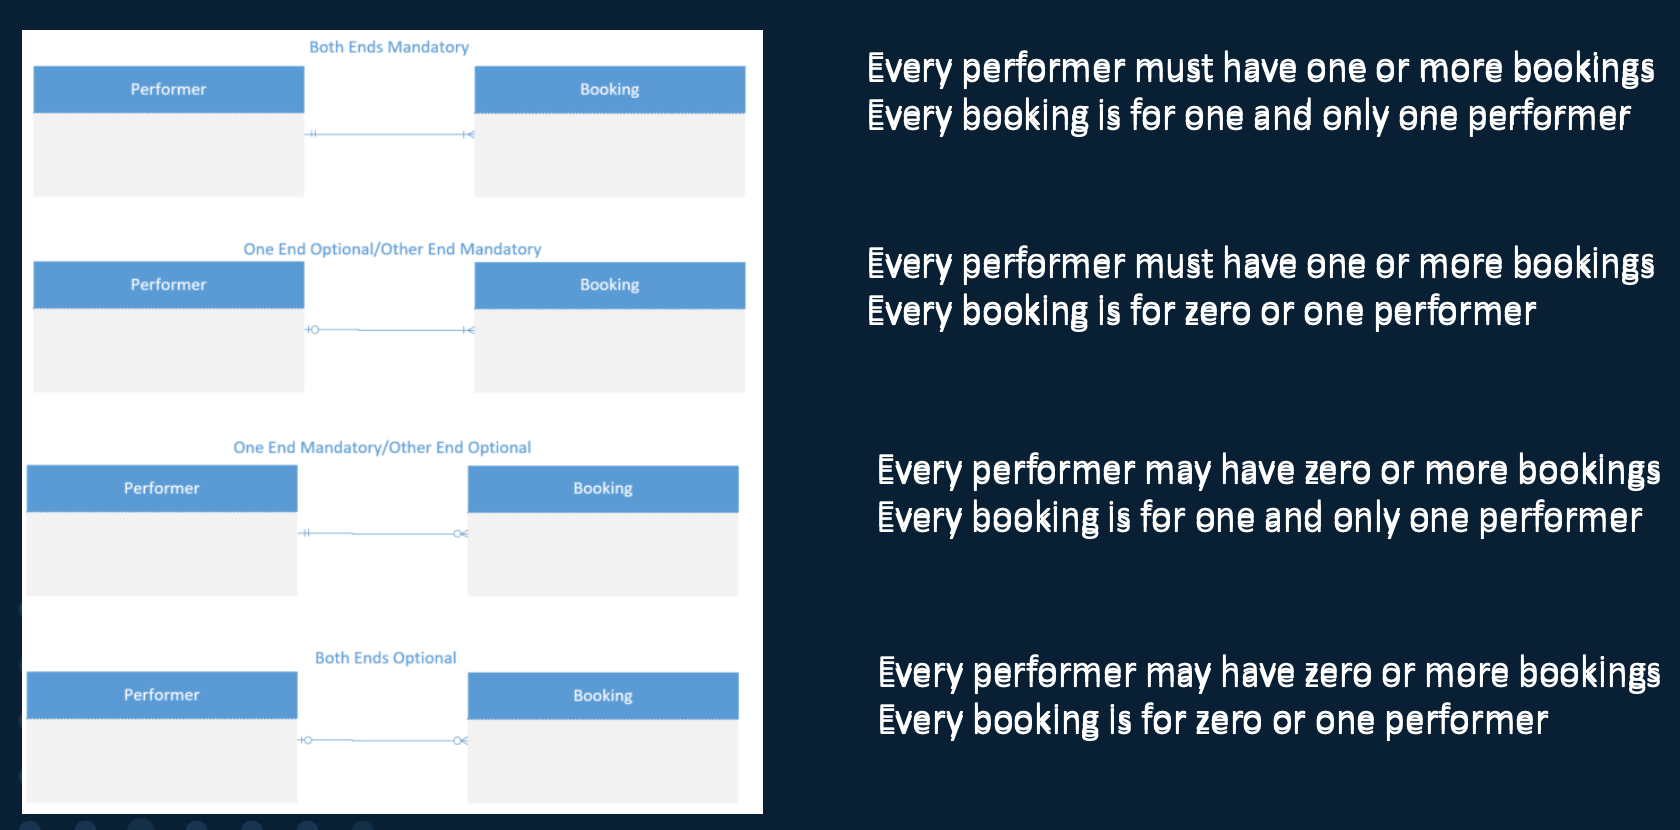 Both Ends Mandatory
Performer
Booking
Every performer must have one or more bookings
Every booking is for one and only one performer
One End Optional/Other End Mandatory
Performer
Booking
Every performer must have one or more bookings
Every booking is for zero or one performer
One End Mandatory/Other End Optional
Performer
Booking
Every performer may have zero or more bookings
Every booking is for one and only one performer
Both Ends Optional
Performer
Booking
Every performer may have zero or more bookings
Every booking is for zero or one performer